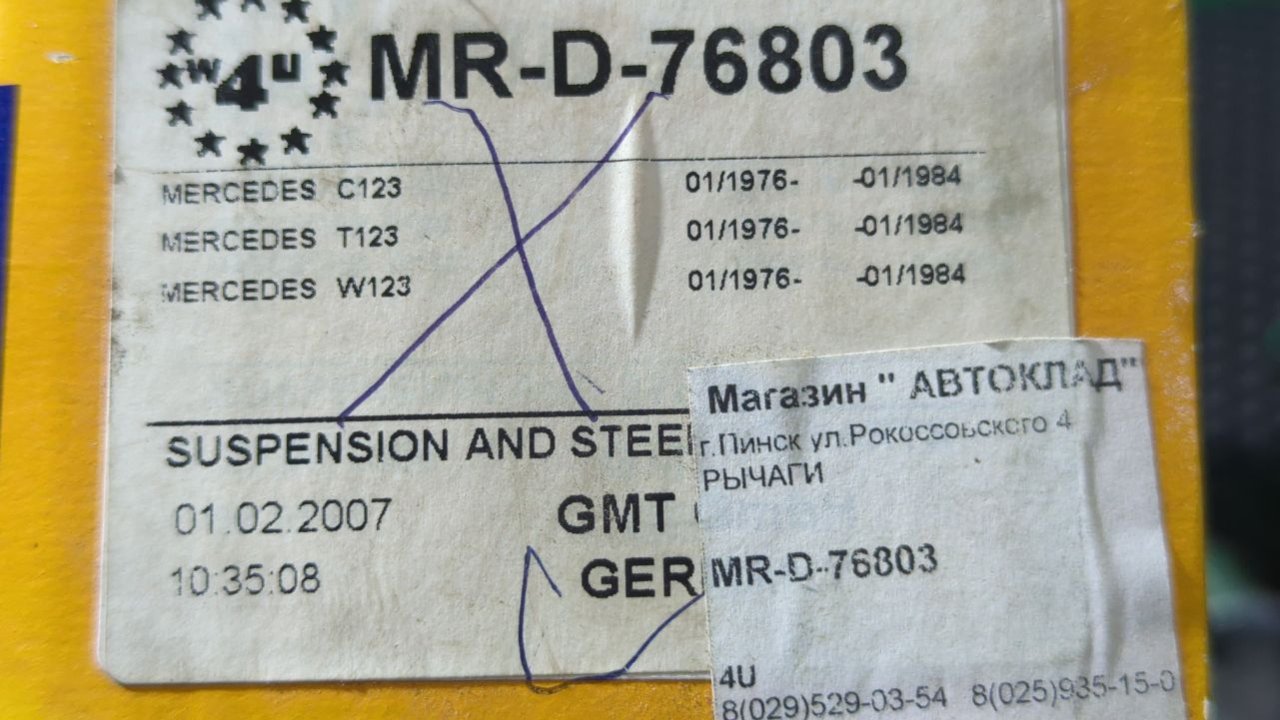 W4U
MR-D-76803
MERCEDES C123 01/1976- -01/1984
MERCEDES T123 01/1976- -01/1984
MERCEDES W123 01/1976- -01/1984
SUSPENSION AND STEE
01.02.2007 GMT
10:35:08 GER
Магазин " АВТОКЛАД"
г.Пинск ул.Рокоссовского 4
РЫЧАГИ
MR-D-76803
4U
8(029)529-03-54 8(025)935-15-0